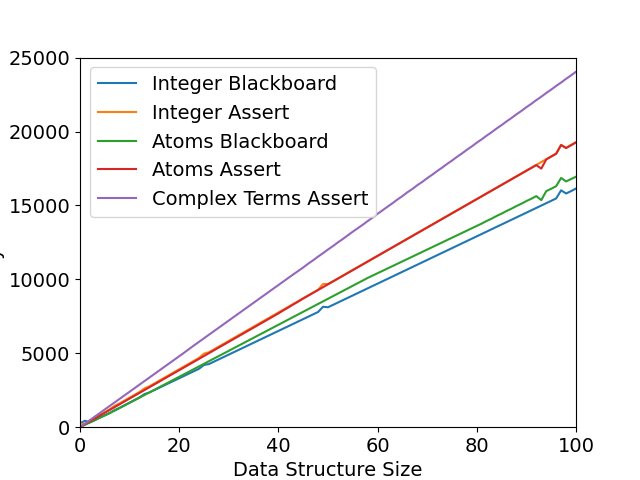 25000
20000
15000
10000
5000
0
Integer Blackboard
Integer Assert
Atoms Blackboard
Atoms Assert
Complex Terms Assert
0 20 40 60 80 100
Data Structure Size